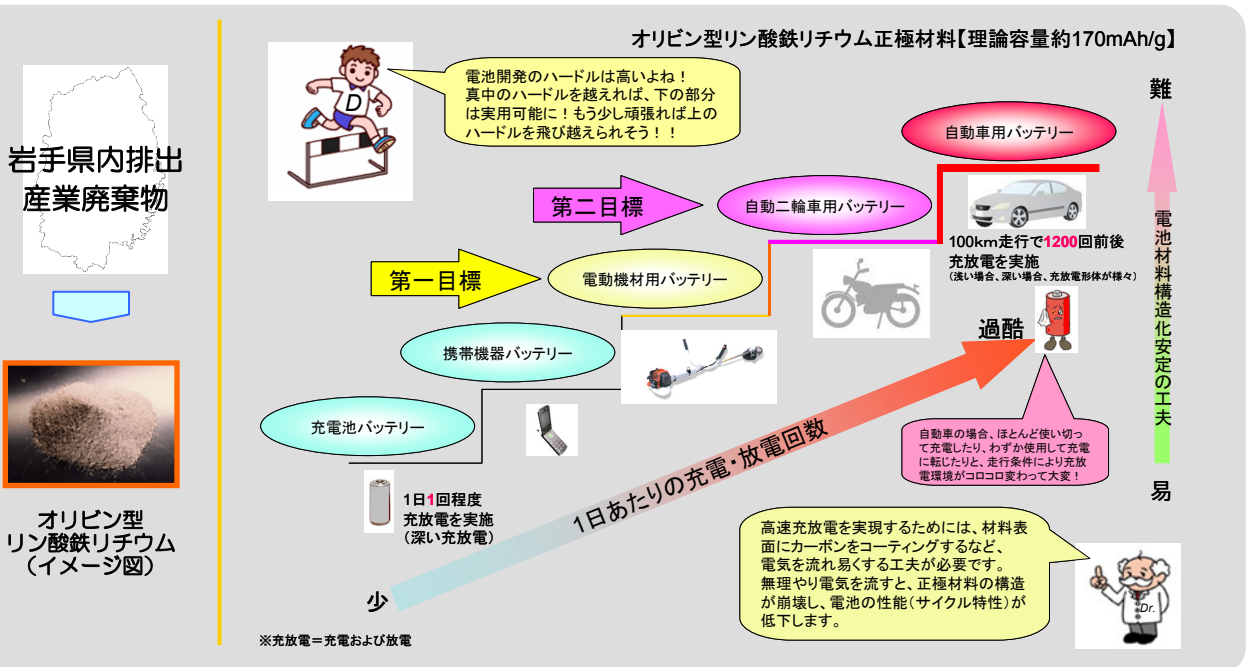 オリビン型リン酸鉄リチウム正極材料【理論容量約170mAh/g】
岩手県内排出
産業廃棄物
オリビン型
リン酸鉄リチウム
(イメージ図)
D
電池開発のハードルは高いよね!
真中のハードルを越えれば、下の部分
は実用可能に!もう少し頑張れば上の
ハードルを飛び越えられそう!!
難
自動車用バッテリー
第二目標
自動二輪車用バッテリー
100km走行で1200回前後
充放電を実施
(浅い場合、深い場合、充放電形体が様々)
第一目標
電動機材用バッテリー
過酷
携帯機器バッテリー
充電池バッテリー
1日1回程度
充放電を実施
(深い充放電)
1日あたりの充電・放電回数
少
電池材料構造化安定の工夫
易
自動車の場合、ほとんど使い切っ
て充電したり、わずか使用して充電
に転じたりと、走行条件により充放
電環境がコロコロ変わって大変!
高速充放電を実現するためには、材料表
面にカーボンをコーティングするなど、
電気を流れ易くする工夫が必要です。
無理やり電気を流すと、正極材料の構造
が崩壊し、電池の性能(サイクル特性)が
低下します。
Dr.
※充放電=充電および放電